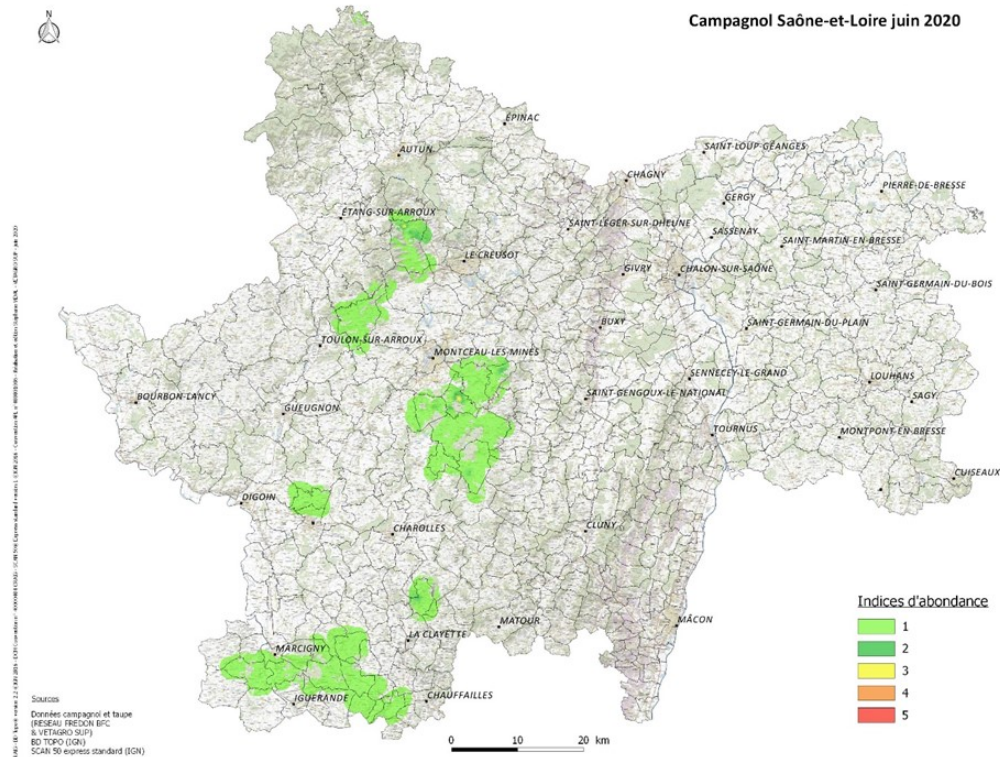 Campagnol Saône-et-Loire juin 2020
N
ÉPINAC
AUTUN
SAINT-LOUP-GÉANGES
CHAGNY
PIERRE-DE-BRESSE
GERGY
ÉTANG-SUR-ARROUX
SAINT-LÉGER-SUR-DHEUNE
SASSENAY
SAINT-MARTIN-EN-BRESSE
LE CREUSOT
GIVRY
CHALON-SUR-SAÔNE
SAINT-GERMAIN-DU-BOIS
BUXY
SAINT-GERMAIN-DU-PLAIN
TOULON-SUR-ARROUX
MONTCEAU-LES-MINES
SENNECEY-LE-GRAND
LOUHANS
BOURBON-LANCY
SAINT-GENGOUX-LE-NATIONAL
SAGY
GUEUGNON
TOURNUS
MONTPONT-EN-BRESSE
CUISEAUX
DIGOIN
CHAROLLES
CLUNY
MATOUR
MÂCON
LA CLAYETTE
MARCIGNY
IGUERANDE
CHAUFFAILLES
Indices d'abondance
1
2
3
4
5
Sources
Données campagnol et taupe
(RESEAU FREDON BFC
& VETAGRO SUP)
BD TOPO (IGN)
SCAN 50 express standard (IGN)
0 10 20 km